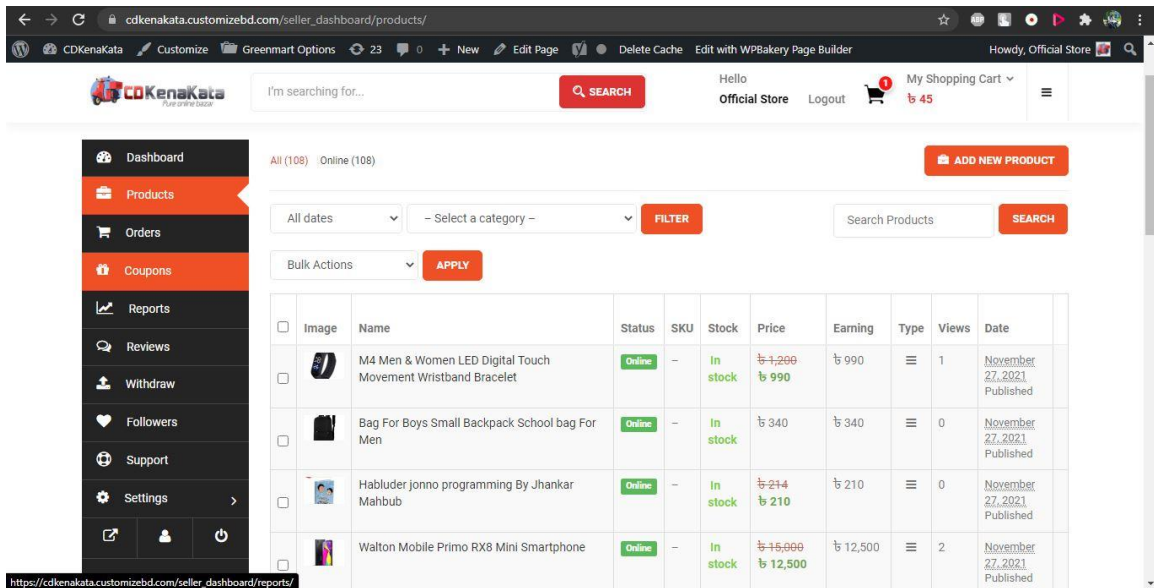 cdkenakata.customizebd.com/seller_dashboard/products/
CDKenaKata Customize Greenmart Options 23 0 New Edit Page Delete Cache Edit with WPBakery Page Builder Howdy, Official Store
CDKenaKata
Pure online bazar
I'm searching for...
SEARCH
Hello
Official Store Logout
1
My Shopping Cart
৳ 45
Dashboard
Products
Orders
Coupons
Reports
Reviews
Withdraw
Followers
Support
Settings
All (108) Online (108)
ADD NEW PRODUCT
All dates – Select a category – FILTER Search Products SEARCH
Bulk Actions APPLY
Image Name Status SKU Stock Price Earning Type Views Date
M4 Men & Women LED Digital Touch
Movement Wristband Bracelet
Online – In
stock
৳ 1,200
৳ 990
৳ 990 1 November
27, 2021
Published
Bag For Boys Small Backpack School bag For
Men
Online – In
stock
৳ 340 ৳ 340 0 November
27, 2021
Published
Habluder jonno programming By Jhankar
Mahbub
Online – In
stock
৳ 214
৳ 210
৳ 210 0 November
27, 2021
Published
Walton Mobile Primo RX8 Mini Smartphone
Online – In
stock
৳ 15,000
৳ 12,500
৳ 12,500 2 November
27, 2021
Published
https://cdkenakata.customizebd.com/seller_dashboard/reports/